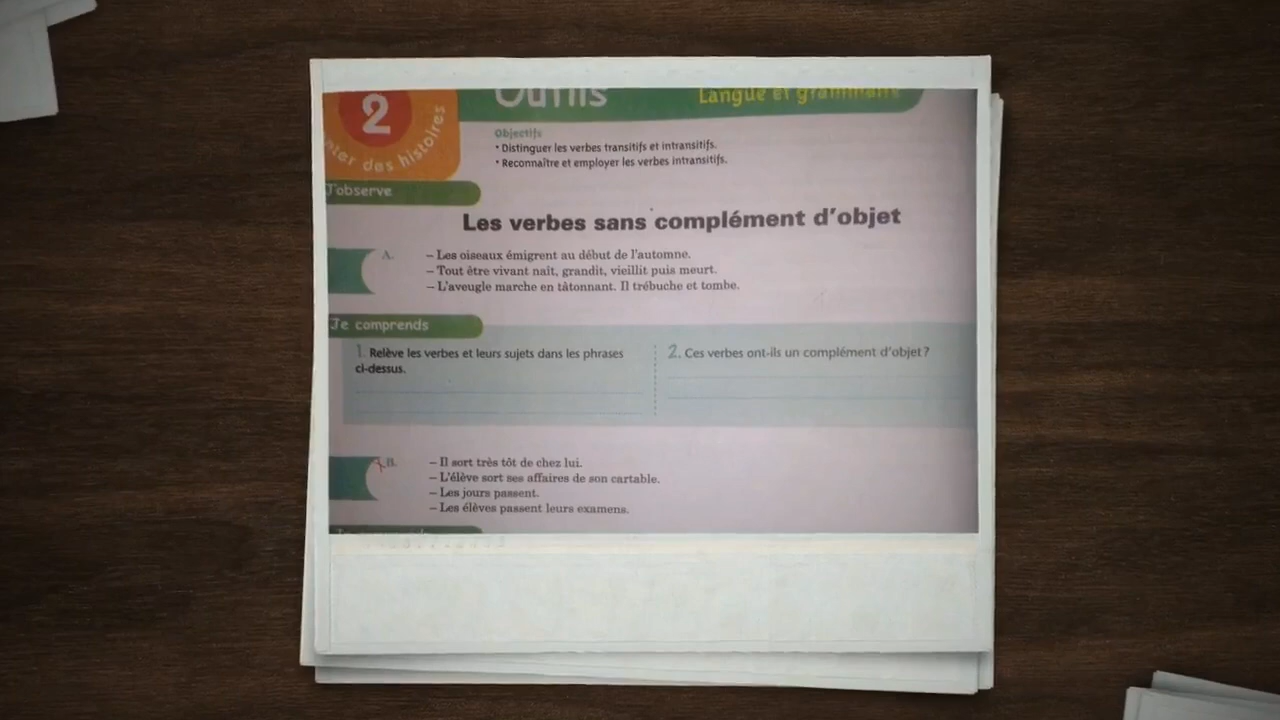 2
Outils
Langue et grammaire
des histoires
Objectifs
• Distinguer les verbes transitifs et intransitifs.
• Reconnaître et employer les verbes intransitifs.
J'observe
Les verbes sans complément d'objet
A.
– Les oiseaux émigrent au début de l'automne.
– Tout être vivant naît, grandit, vieillit puis meurt.
– L'aveugle marche en tâtonnant. Il trébuche et tombe.
Je comprends
1. Relève les verbes et leurs sujets dans les phrases
ci-dessus.
2. Ces verbes ont-ils un complément d'objet ?
B.
– Il sort très tôt de chez lui.
– L'élève sort ses affaires de son cartable.
– Les jours passent.
– Les élèves passent leurs examens.